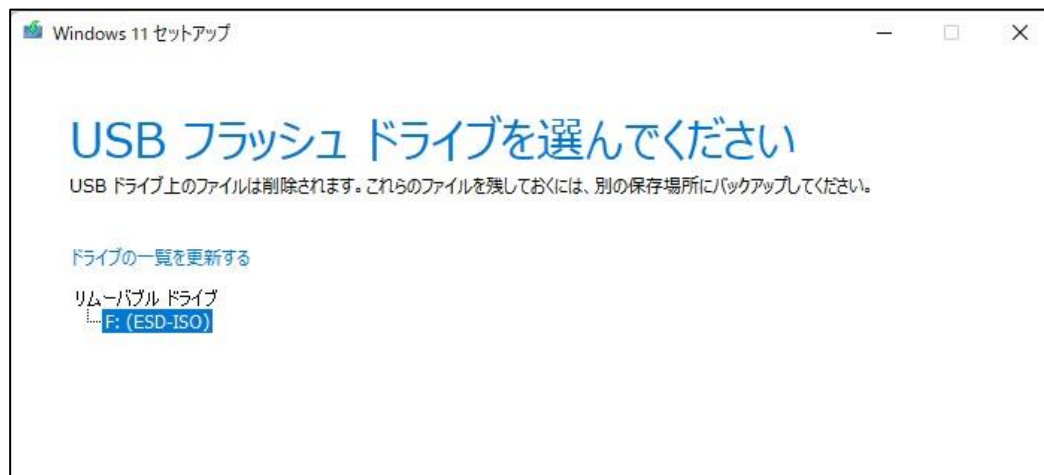 Windows 11 セットアップ
USB フラッシュ ドライブを選んでください
USB ドライブ上のファイルは削除されます。これらのファイルを残しておくには、別の保存場所にバックアップしてください。
ドライブの一覧を更新する
リムーバブル ドライブ
F: (ESD-ISO)